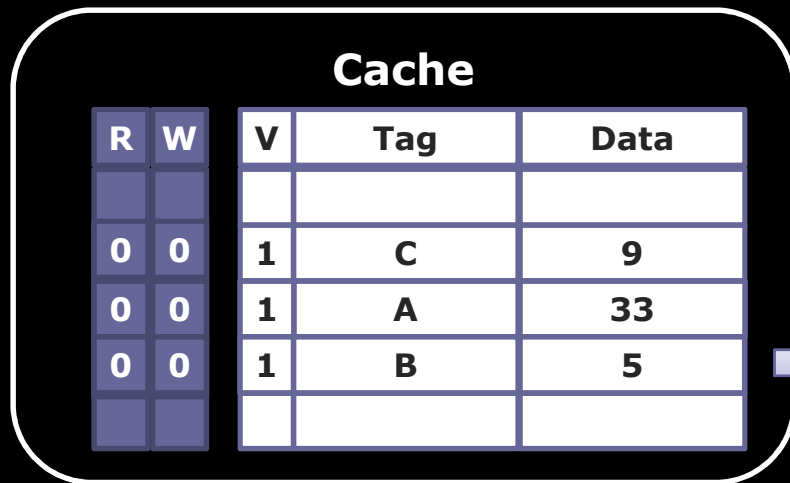 Cache
R W V Tag Data
0 0 1 C 9
0 0 1 A 33
0 0 1 B 5